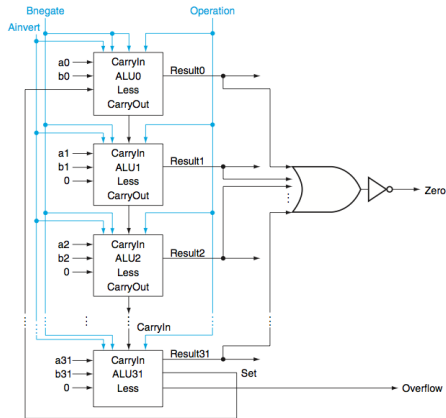 Bnegate
Operation
Ainvert
a0
CarryIn
Result0
b0
ALU0
Less
CarryOut
a1
CarryIn
Result1
b1
ALU1
0
Less
CarryOut
Zero
a2
CarryIn
Result2
b2
ALU2
0
Less
CarryOut
CarryIn
a31
CarryIn
Result31
b31
ALU31
Set
0
Less
Overflow